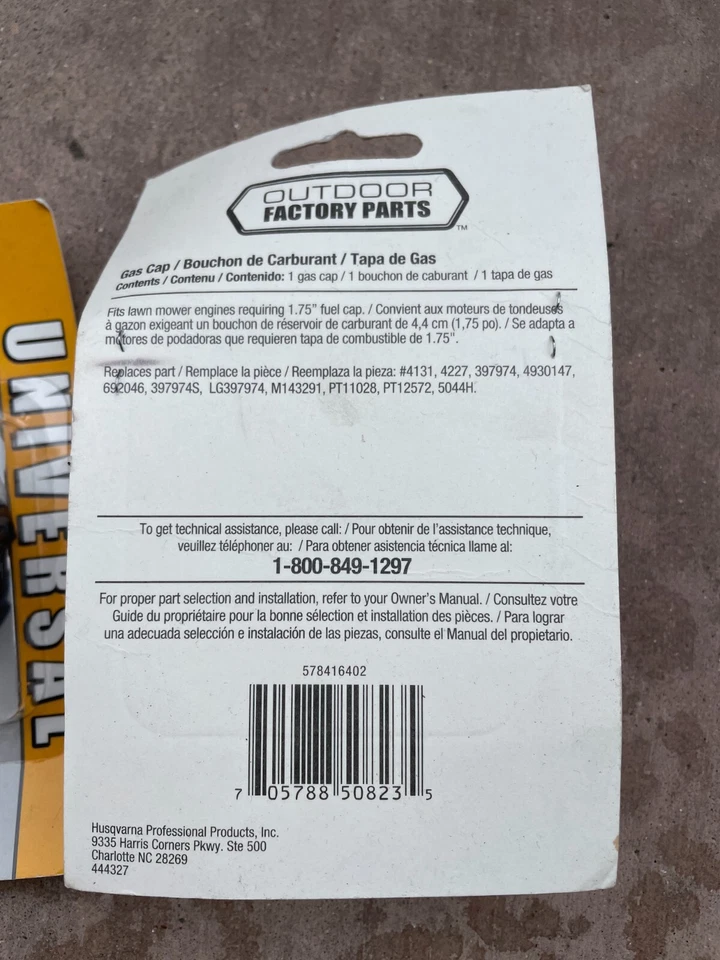 OUTDOOR
FACTORY PARTS
TM
Gas Cap / Bouchon de Carburant / Tapa de Gas
Contents / Contenu / Contenido: 1 gas cap / 1 bouchon de caburant / 1 tapa de gas
Fits lawn mower engines requiring 1.75" fuel cap. / Convient aux moteurs de tondeuses
à gazon exigeant un bouchon de réservoir de carburant de 4,4 cm (1,75 po). / Se adapta a
motores de podadoras que requieren tapa de combustible de 1.75".
Replaces part / Remplace la pièce / Reemplaza la pieza: #4131, 4227, 397974, 4930147,
692046, 397974S, LG397974, M143291, PT11028, PT12572, 5044H.
To get technical assistance, please call: / Pour obtenir de l'assistance technique,
veuillez téléphoner au: / Para obtener asistencia técnica llame al:
1-800-849-1297
For proper part selection and installation, refer to your Owner's Manual. / Consultez votre
Guide du propriétaire pour la bonne sélection et installation des pièces. / Para lograr
una adecuada selección e instalación de las piezas, consulte el Manual del propietario.
578416402
7 05788 50823 5
Husqvarna Professional Products, Inc.
9335 Harris Corners Pkwy. Ste 500
Charlotte NC 28269
444327
UNIVERSAL